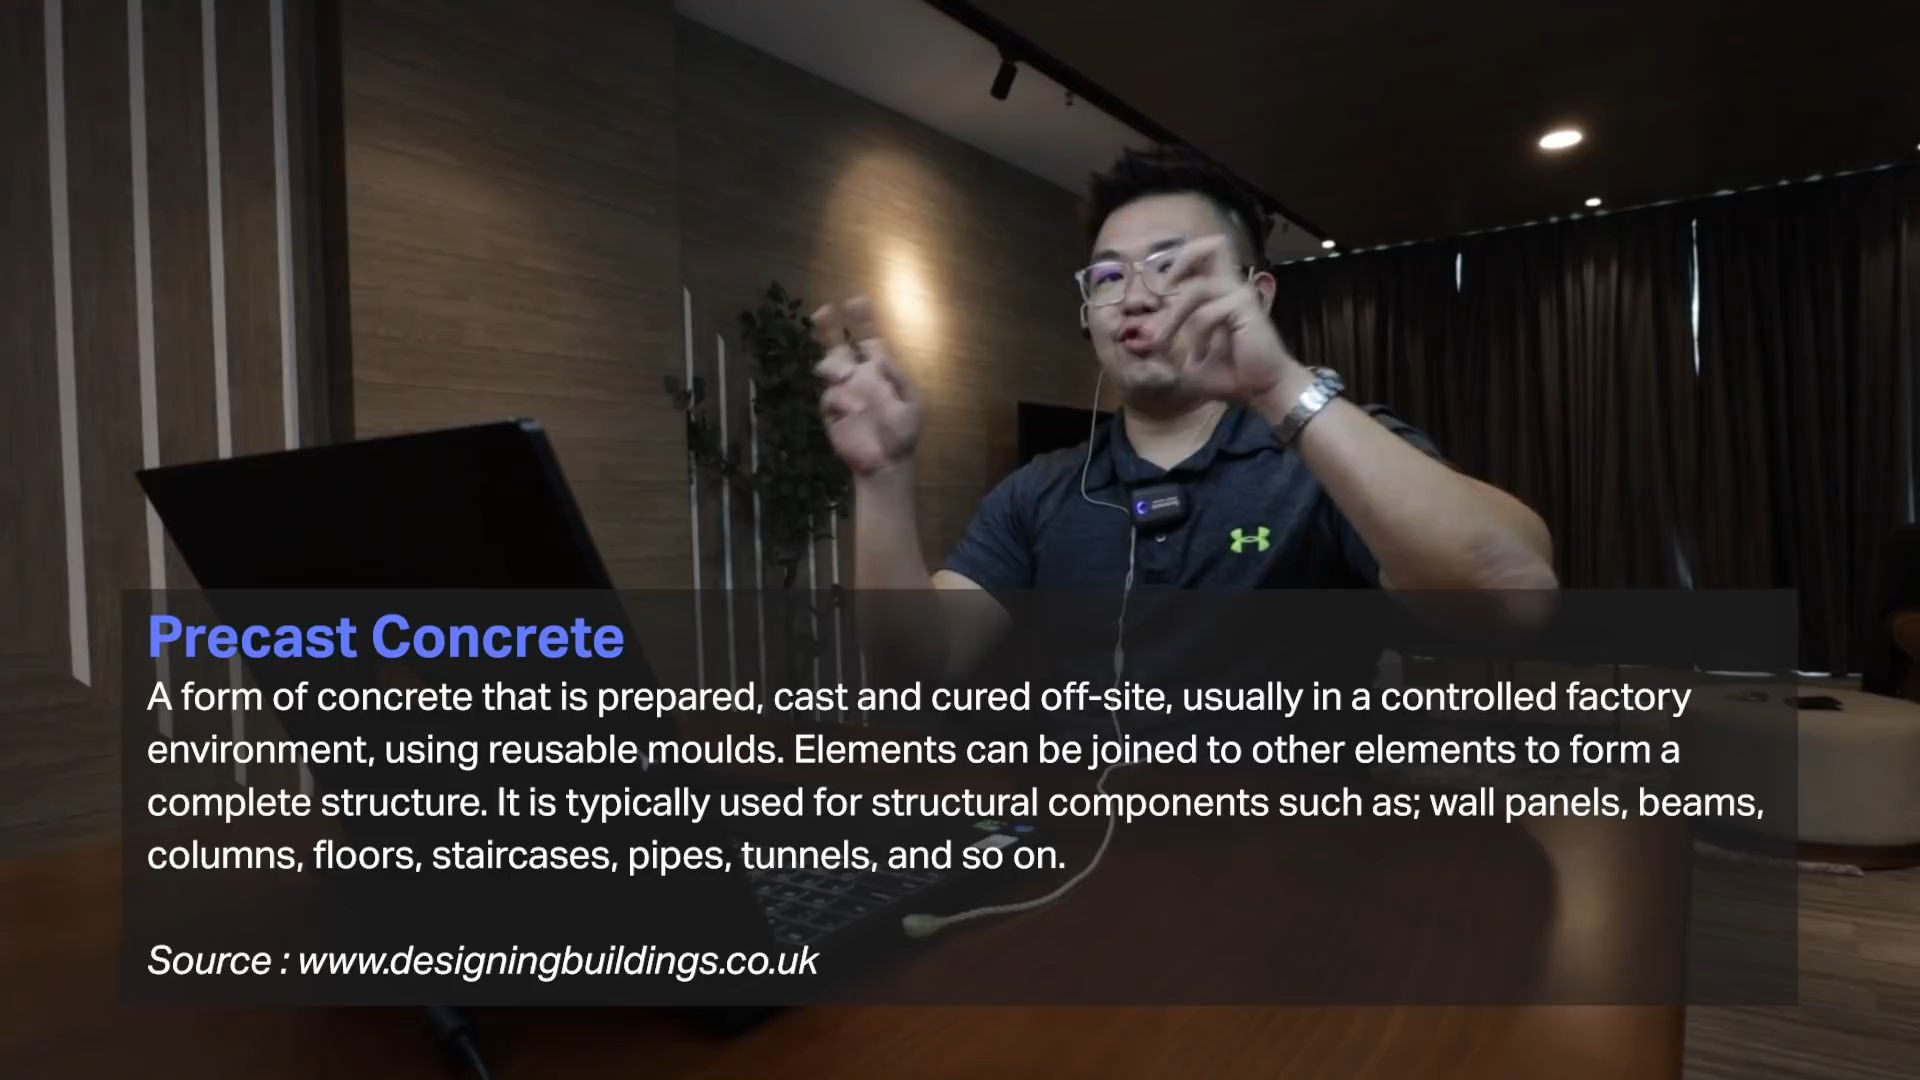 Precast Concrete
A form of concrete that is prepared, cast and cured off-site, usually in a controlled factory
environment, using reusable moulds. Elements can be joined to other elements to form a
complete structure. It is typically used for structural components such as; wall panels, beams,
columns, floors, staircases, pipes, tunnels, and so on.
Source : www.designingbuildings.co.uk